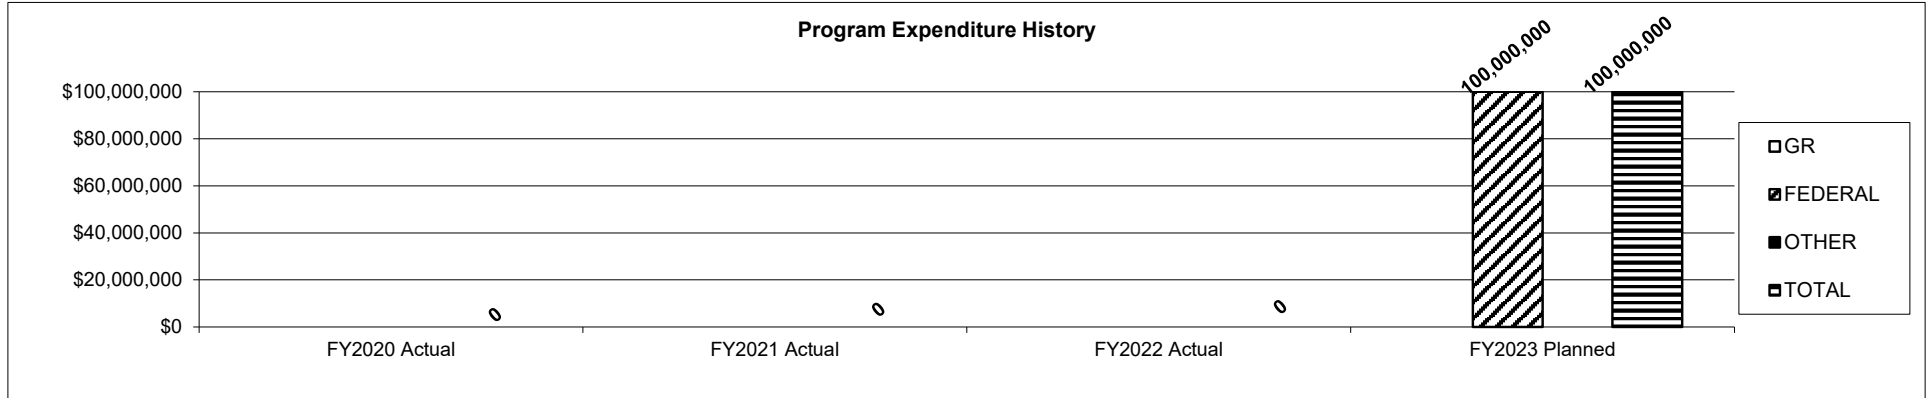 Program Expenditure History
100,000,000
100,000,000
$100,000,000
$80,000,000
$60,000,000
$40,000,000
$20,000,000
$0
0
0
0
FY2020 Actual
FY2021 Actual
FY2022 Actual
FY2023 Planned
GR
FEDERAL
OTHER
TOTAL